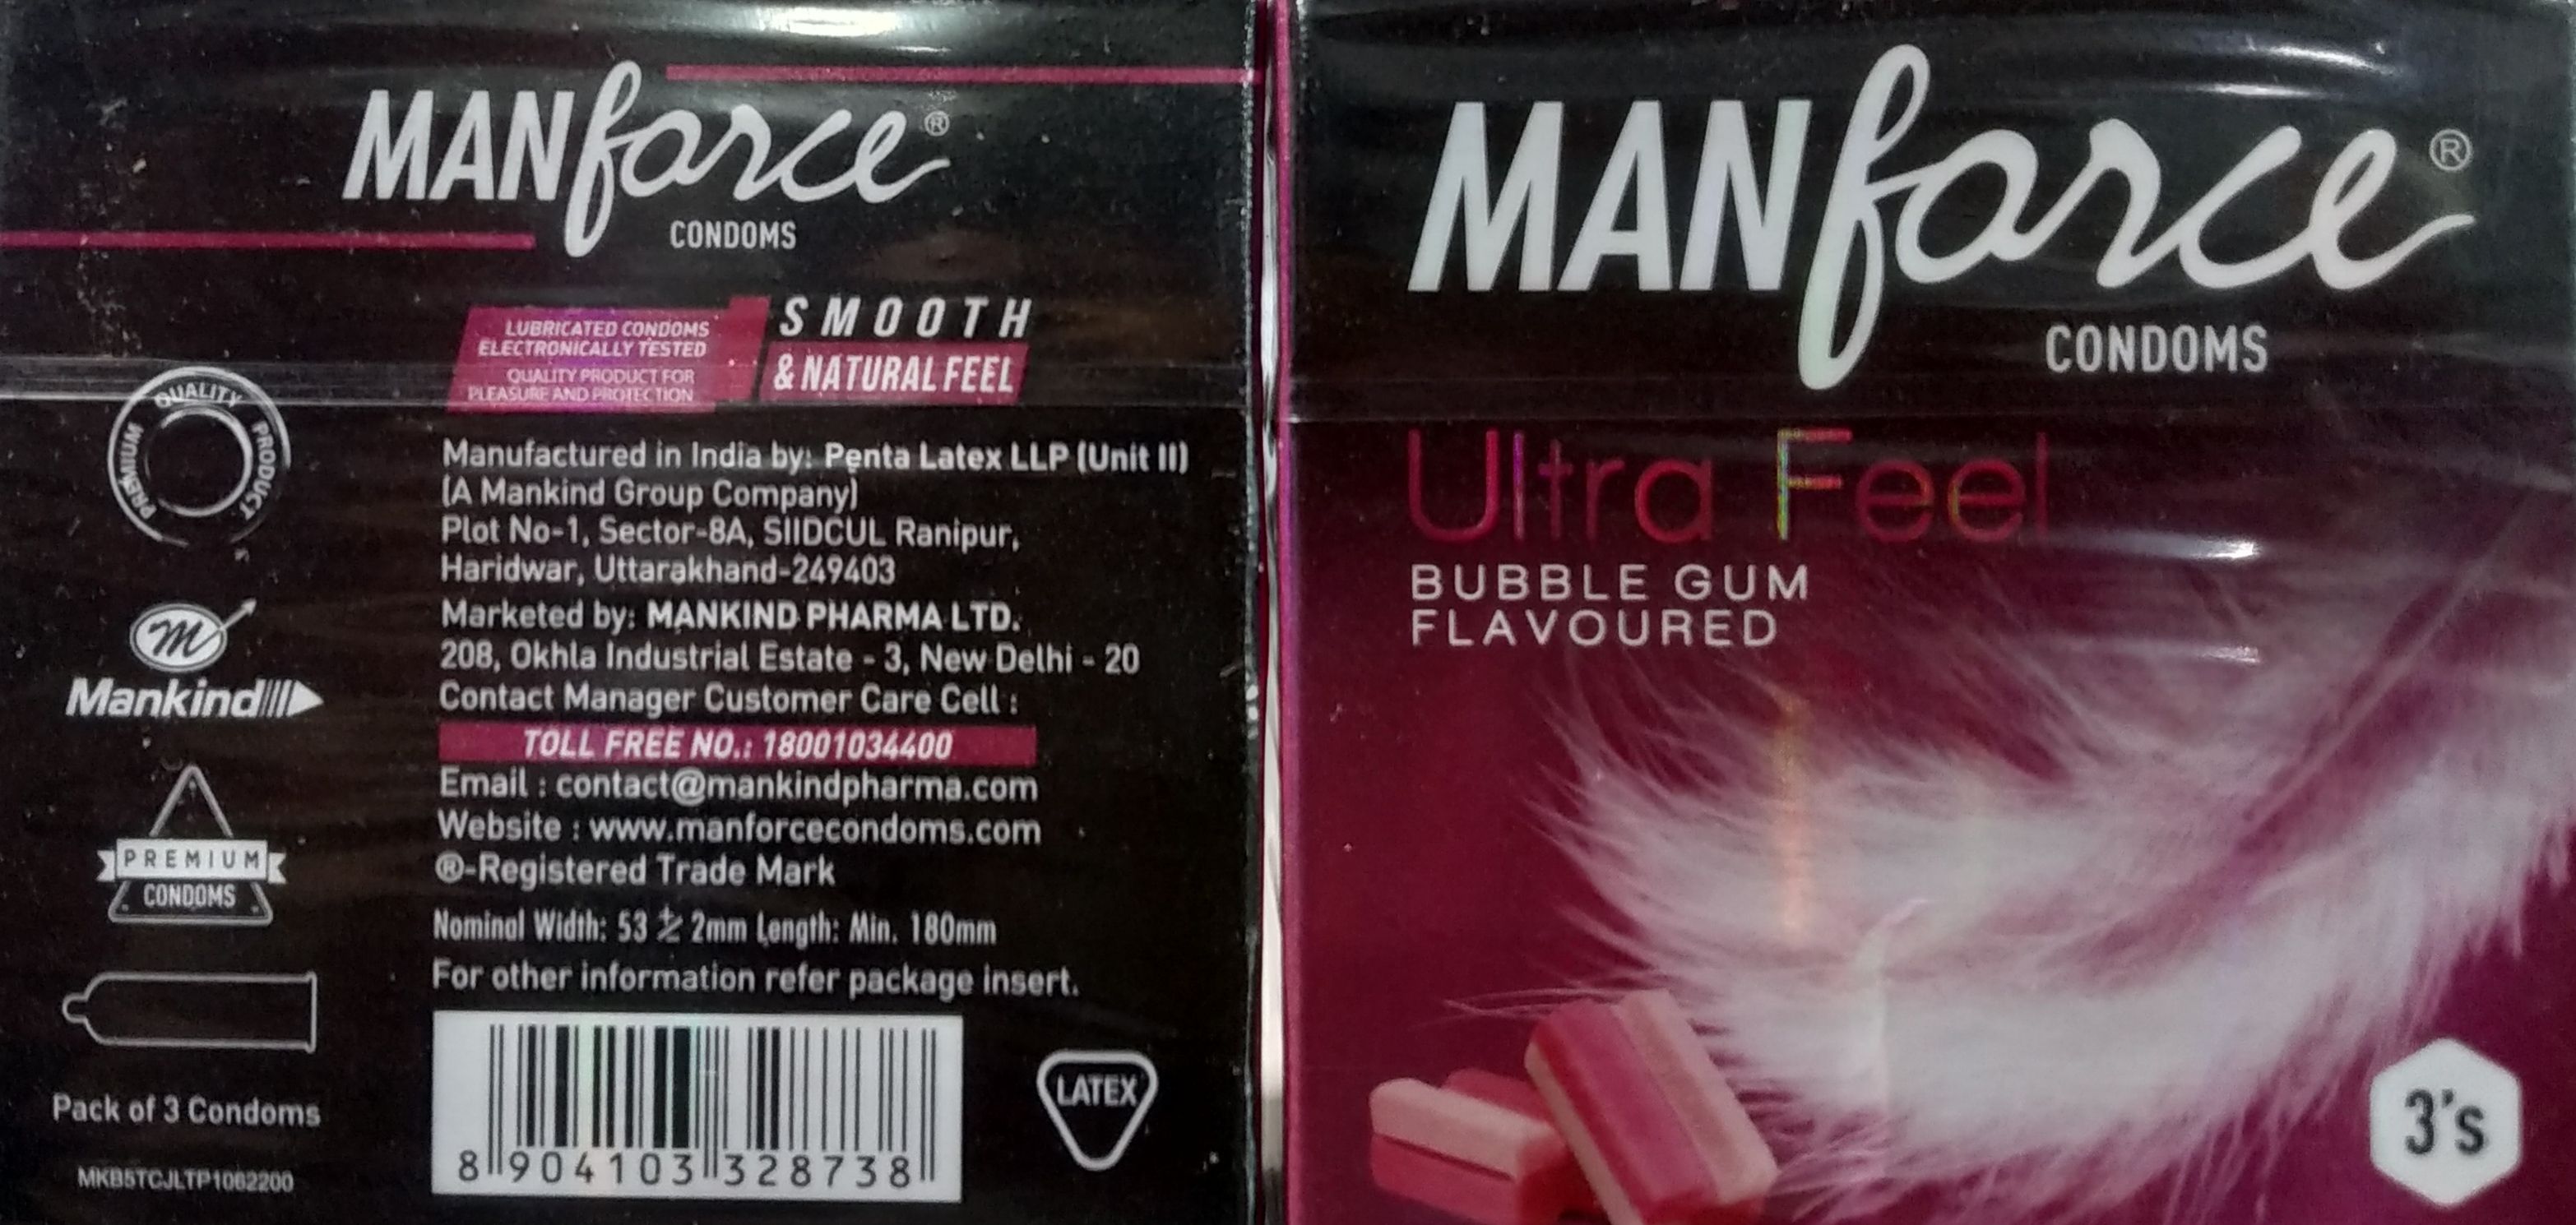 MANforce®
CONDOMS
LUBRICATED CONDOMS
ELECTRONICALLY TESTED
QUALITY PRODUCT FOR
PLEASURE AND PROTECTION
SMOOTH
& NATURAL FEEL
PREMIUM QUALITY PRODUCT
Manufactured in India by: Penta Latex LLP (Unit II)
(A Mankind Group Company)
Plot No-1, Sector-8A, SIIDCUL Ranipur,
Haridwar, Uttarakhand-249403
Marketed by: MANKIND PHARMA LTD.
208, Okhla Industrial Estate - 3, New Delhi - 20
Contact Manager Customer Care Cell :
TOLL FREE NO.: 18001034400
Email : contact@mankindpharma.com
Website : www.manforcecondoms.com
®-Registered Trade Mark
Nominal Width: 53 ± 2mm Length: Min. 180mm
For other information refer package insert.
m
Mankind
PREMIUM
CONDOMS
Pack of 3 Condoms
MKB5TCJLTP1062200
8 904103 328738
LATEX
MANforce®
CONDOMS
Ultra Feel
BUBBLE GUM
FLAVOURED
3's